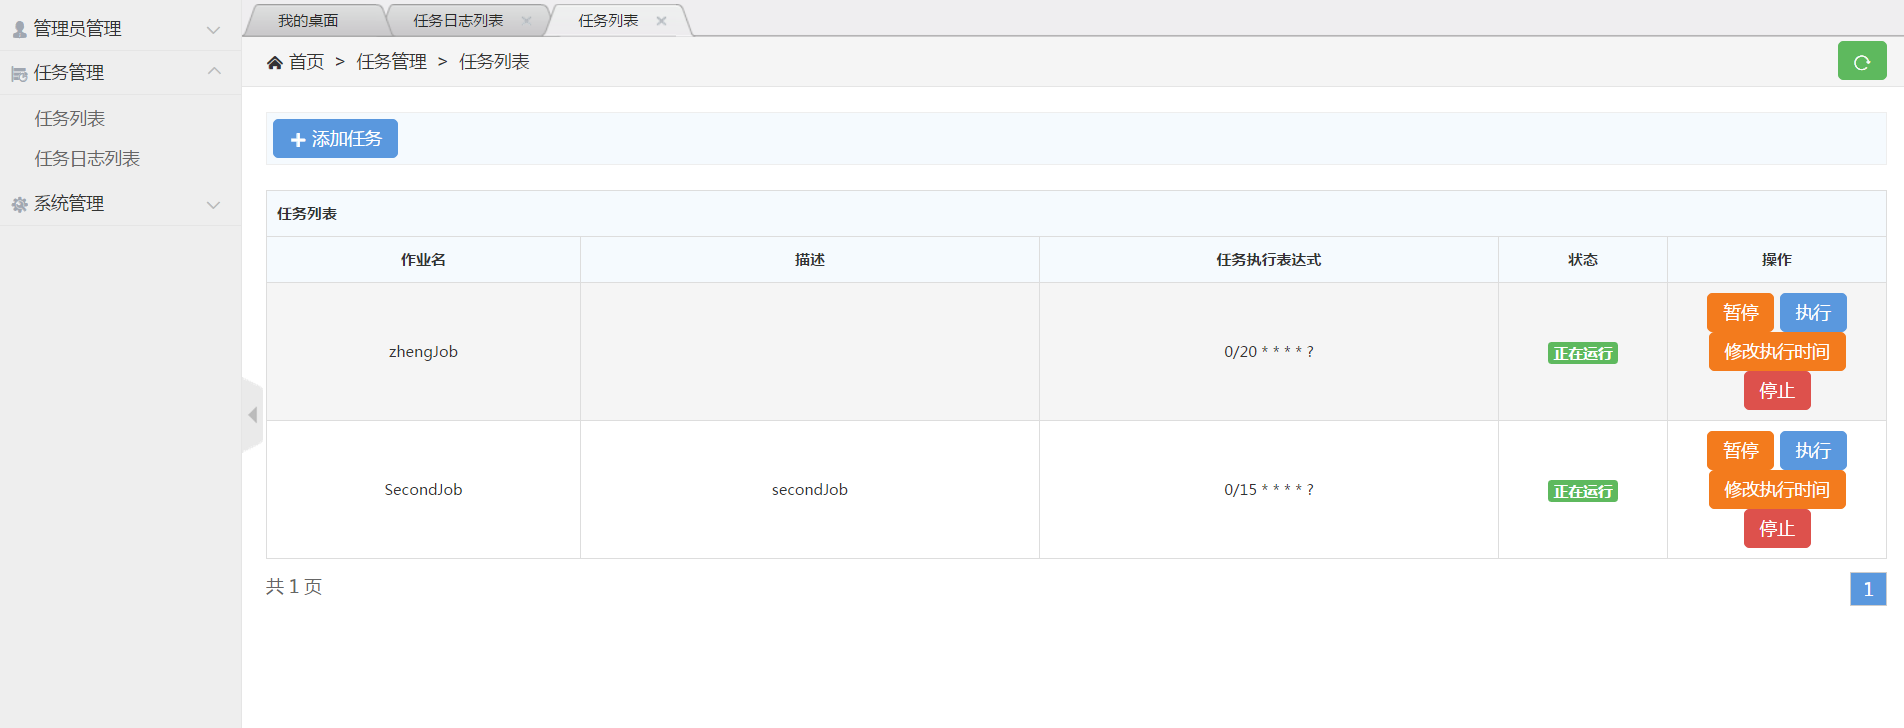 管理员管理
任务管理
任务列表
任务日志列表
系统管理
我的桌面 任务日志列表 任务列表
首页 > 任务管理 > 任务列表
添加任务
任务列表
作业名 描述 任务执行表达式 状态 操作
zhengJob 0/20 * * * * ? 正在运行 暂停 执行
修改执行时间
停止
SecondJob secondJob 0/15 * * * * ? 正在运行 暂停 执行
修改执行时间
停止
共 1 页 1